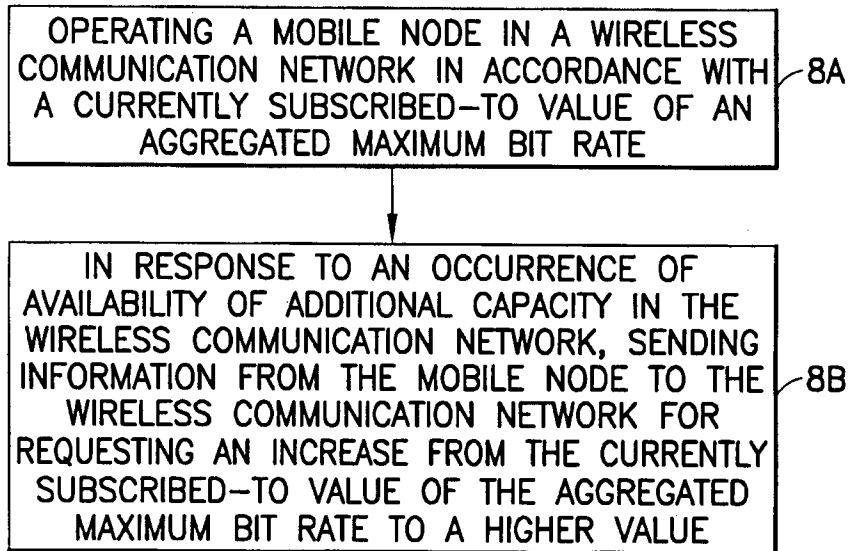 OPERATING A MOBILE NODE IN A WIRELESS
COMMUNICATION NETWORK IN ACCORDANCE WITH
A CURRENTLY SUBSCRIBED-TO VALUE OF AN
AGGREGATED MAXIMUM BIT RATE
8A
IN RESPONSE TO AN OCCURRENCE OF
AVAILABILITY OF ADDITIONAL CAPACITY IN THE
WIRELESS COMMUNICATION NETWORK, SENDING
INFORMATION FROM THE MOBILE NODE TO THE
WIRELESS COMMUNICATION NETWORK FOR
REQUESTING AN INCREASE FROM THE CURRENTLY
SUBSCRIBED-TO VALUE OF THE AGGREGATED
MAXIMUM BIT RATE TO A HIGHER VALUE
8B